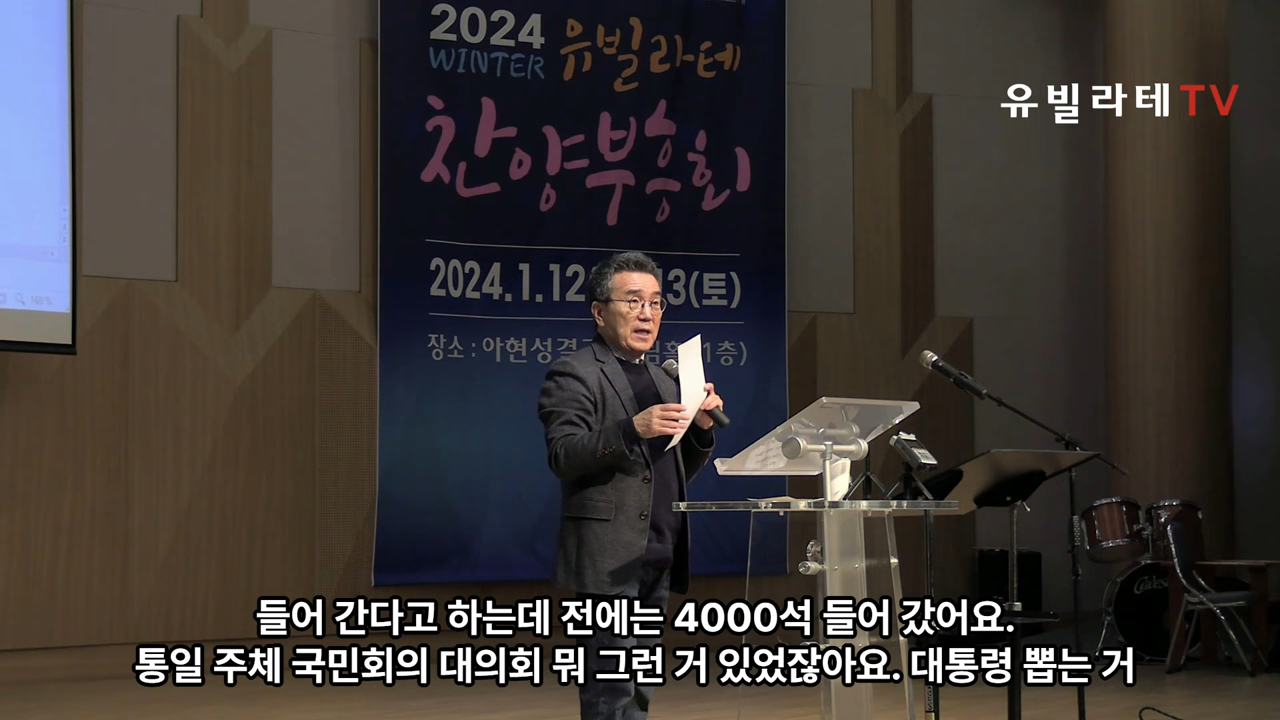 2024
WINTER 유빌라테
유빌라테TV
찬양부흥회
2024.1.12 3(토)
장소 : 아현성결 1층)
들어 간다고 하는데 전에는 4000석 들어 갔어요.
통일 주체 국민회의 대의회 뭐 그런 거 있었잖아요. 대통령 뽑는 거